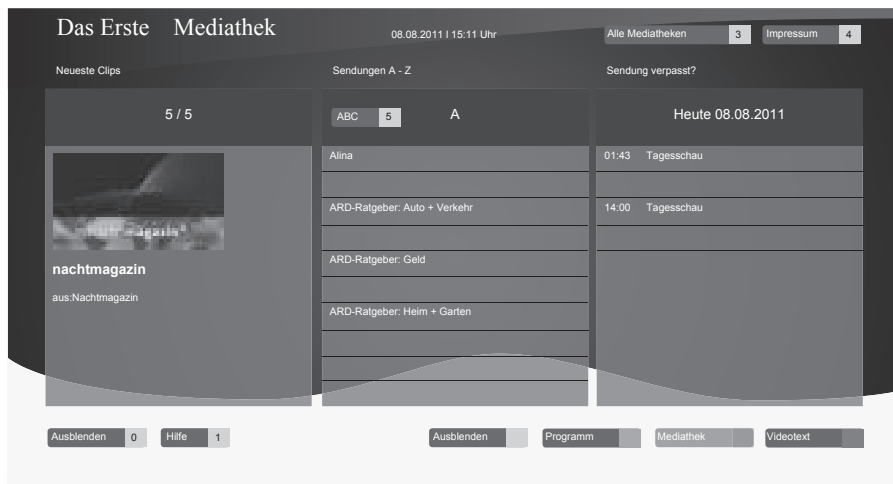 Das Erste Mediathek
08.08.2011 I 15:11 Uhr
Alle Mediatheken 3
Impressum 4
Neueste Clips
Sendungen A - Z
Sendung verpasst?
5 / 5
ABC 5
A
Heute 08.08.2011
nachtmagazin
aus:Nachtmagazin
Alina
ARD-Ratgeber: Auto + Verkehr
ARD-Ratgeber: Geld
ARD-Ratgeber: Heim + Garten
01:43 Tagesschau
14:00 Tagesschau
Ausblenden 0
Hilfe 1
Ausblenden
Programm
Mediathek
Videotext